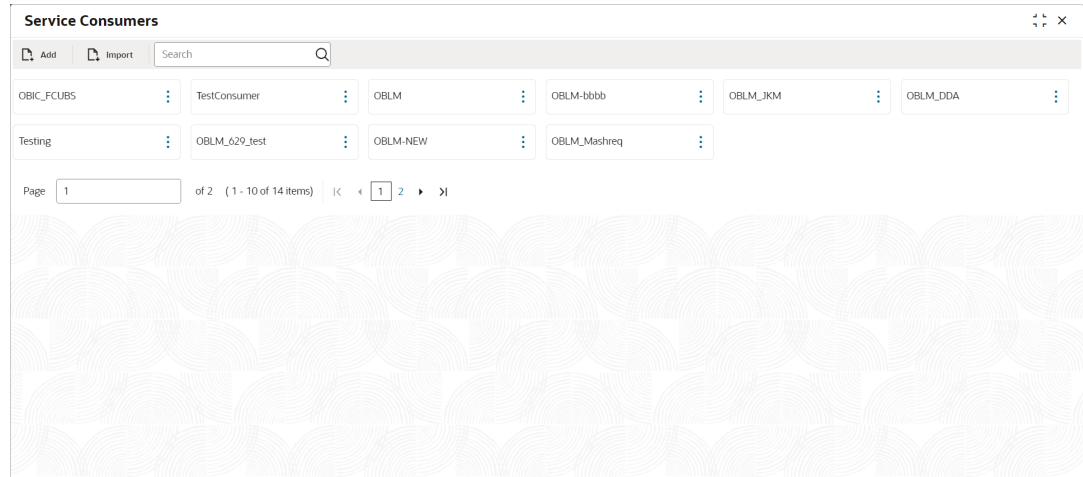 Service Consumers
Add Import Search
OBIC_FCUBS TestConsumer OBLM OBLM-bbbb OBLM_JKM OBLM_DDA
Testing OBLM_629_test OBLM-NEW OBLM_Mashreq
Page 1 of 2 (1 - 10 of 14 items) 1 2